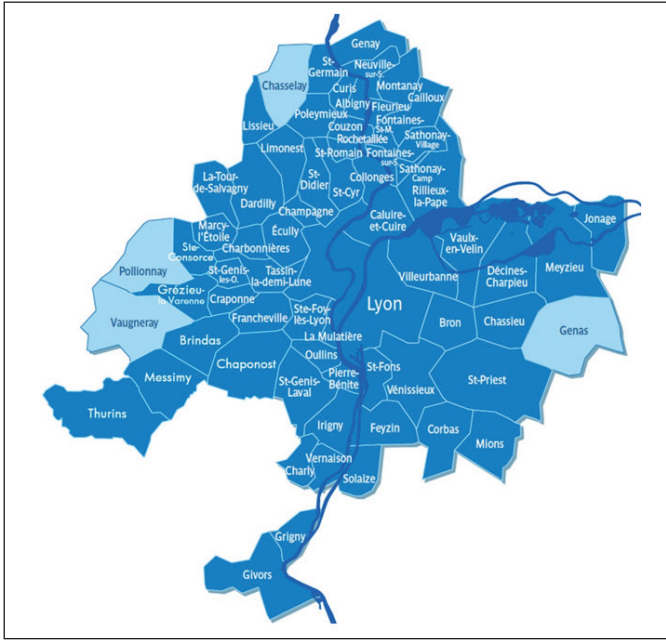 Genay
St-
Germain
Neuville-
sur-S.
Chasselay
Curis
Montanay
Albigny
Fleurieu
Cailloux
Poleymieux
Lissieu
Couzon
Fontaines-
St-M.
Rochetaillée
Sathonay-
Village
Limonest
St-Romain
Fontaines-
sur-S.
La-Tour-
de-Salvagny
St-
Didier
Collonges
Sathonay-
Camp
St-Cyr
Rillieux-
la-Pape
Dardilly
Champagne
Caluire-
et-Cuire
Jonage
Marcy-
l'Étoile
Écully
Vaulx-
en-Velin
Ste-
Consorce
Charbonnières
Meyzieu
Pollionnay
St-Genis-
les-O.
Tassin-
la-demi-Lune
Villeurbanne
Décines-
Charpieu
Grézieu-
la-Varenne
Craponne
Lyon
Vaugneray
Francheville
Ste-Foy-
lès-Lyon
Bron
Chassieu
Genas
Brindas
La Mulatière
Oullins
Chaponost
St-Fons
Messimy
St-Genis-
Laval
Pierre-
Bénite
Vénissieux
St-Priest
Thurins
Irigny
Feyzin
Corbas
Mions
Vernaison
Charly
Solaize
Grigny
Givors